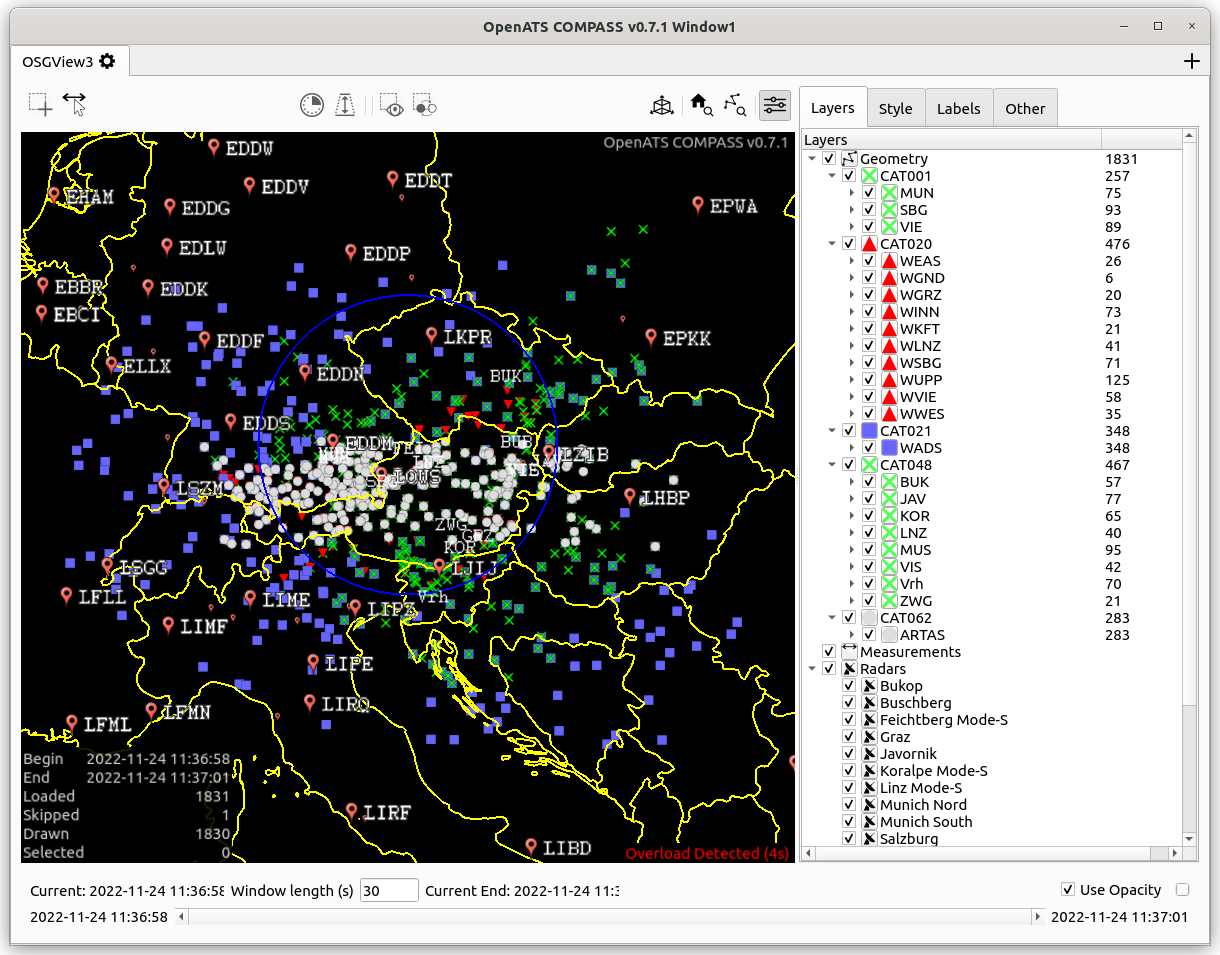 OpenATS COMPASS v0.7.1 Window1
OSGView3
Layers Style Labels Other
OpenATS COMPASS v0.7.1
EDDW
EDDV
EDDT
EHAM
EDDG
EPWA
EDLW
EDDP
EBBR
EDDK
EBCI
EDDF
LKPR
EPKK
ELLX
EDDN
BUK
EDDS
EDDM
BUB
LZIB
LOWS
LSZM
LHBP
ZWG
GRZ
KOR
LSGG
LJLJ
LFLL
LIME
Vrh
LIPZ
LIMF
LIPE
LIRQ
LFMN
LFML
LIRF
LIBD
Begin 2022-11-24 11:36:58
End 2022-11-24 11:37:01
Loaded 1831
Skipped 1
Drawn 1830
Selected 0
Overload Detected (4s)
Layers
Geometry 1831
CAT001 257
MUN 75
SBG 93
VIE 89
CAT020 476
WEAS 26
WGND 6
WGRZ 20
WINN 73
WKFT 21
WLNZ 41
WSBG 71
WUPP 125
WVIE 58
WWES 35
CAT021 348
WADS 348
CAT048 467
BUK 57
JAV 77
KOR 65
LNZ 40
MUS 95
VIS 42
Vrh 70
ZWG 21
CAT062 283
ARTAS 283
Measurements
Radars
Bukop
Buschberg
Feichtberg Mode-S
Graz
Javornik
Koralpe Mode-S
Linz Mode-S
Munich Nord
Munich South
Salzburg
Current: 2022-11-24 11:36:58 Window length (s) 30 Current End: 2022-11-24 11:3 Use Opacity
2022-11-24 11:36:58 2022-11-24 11:37:01